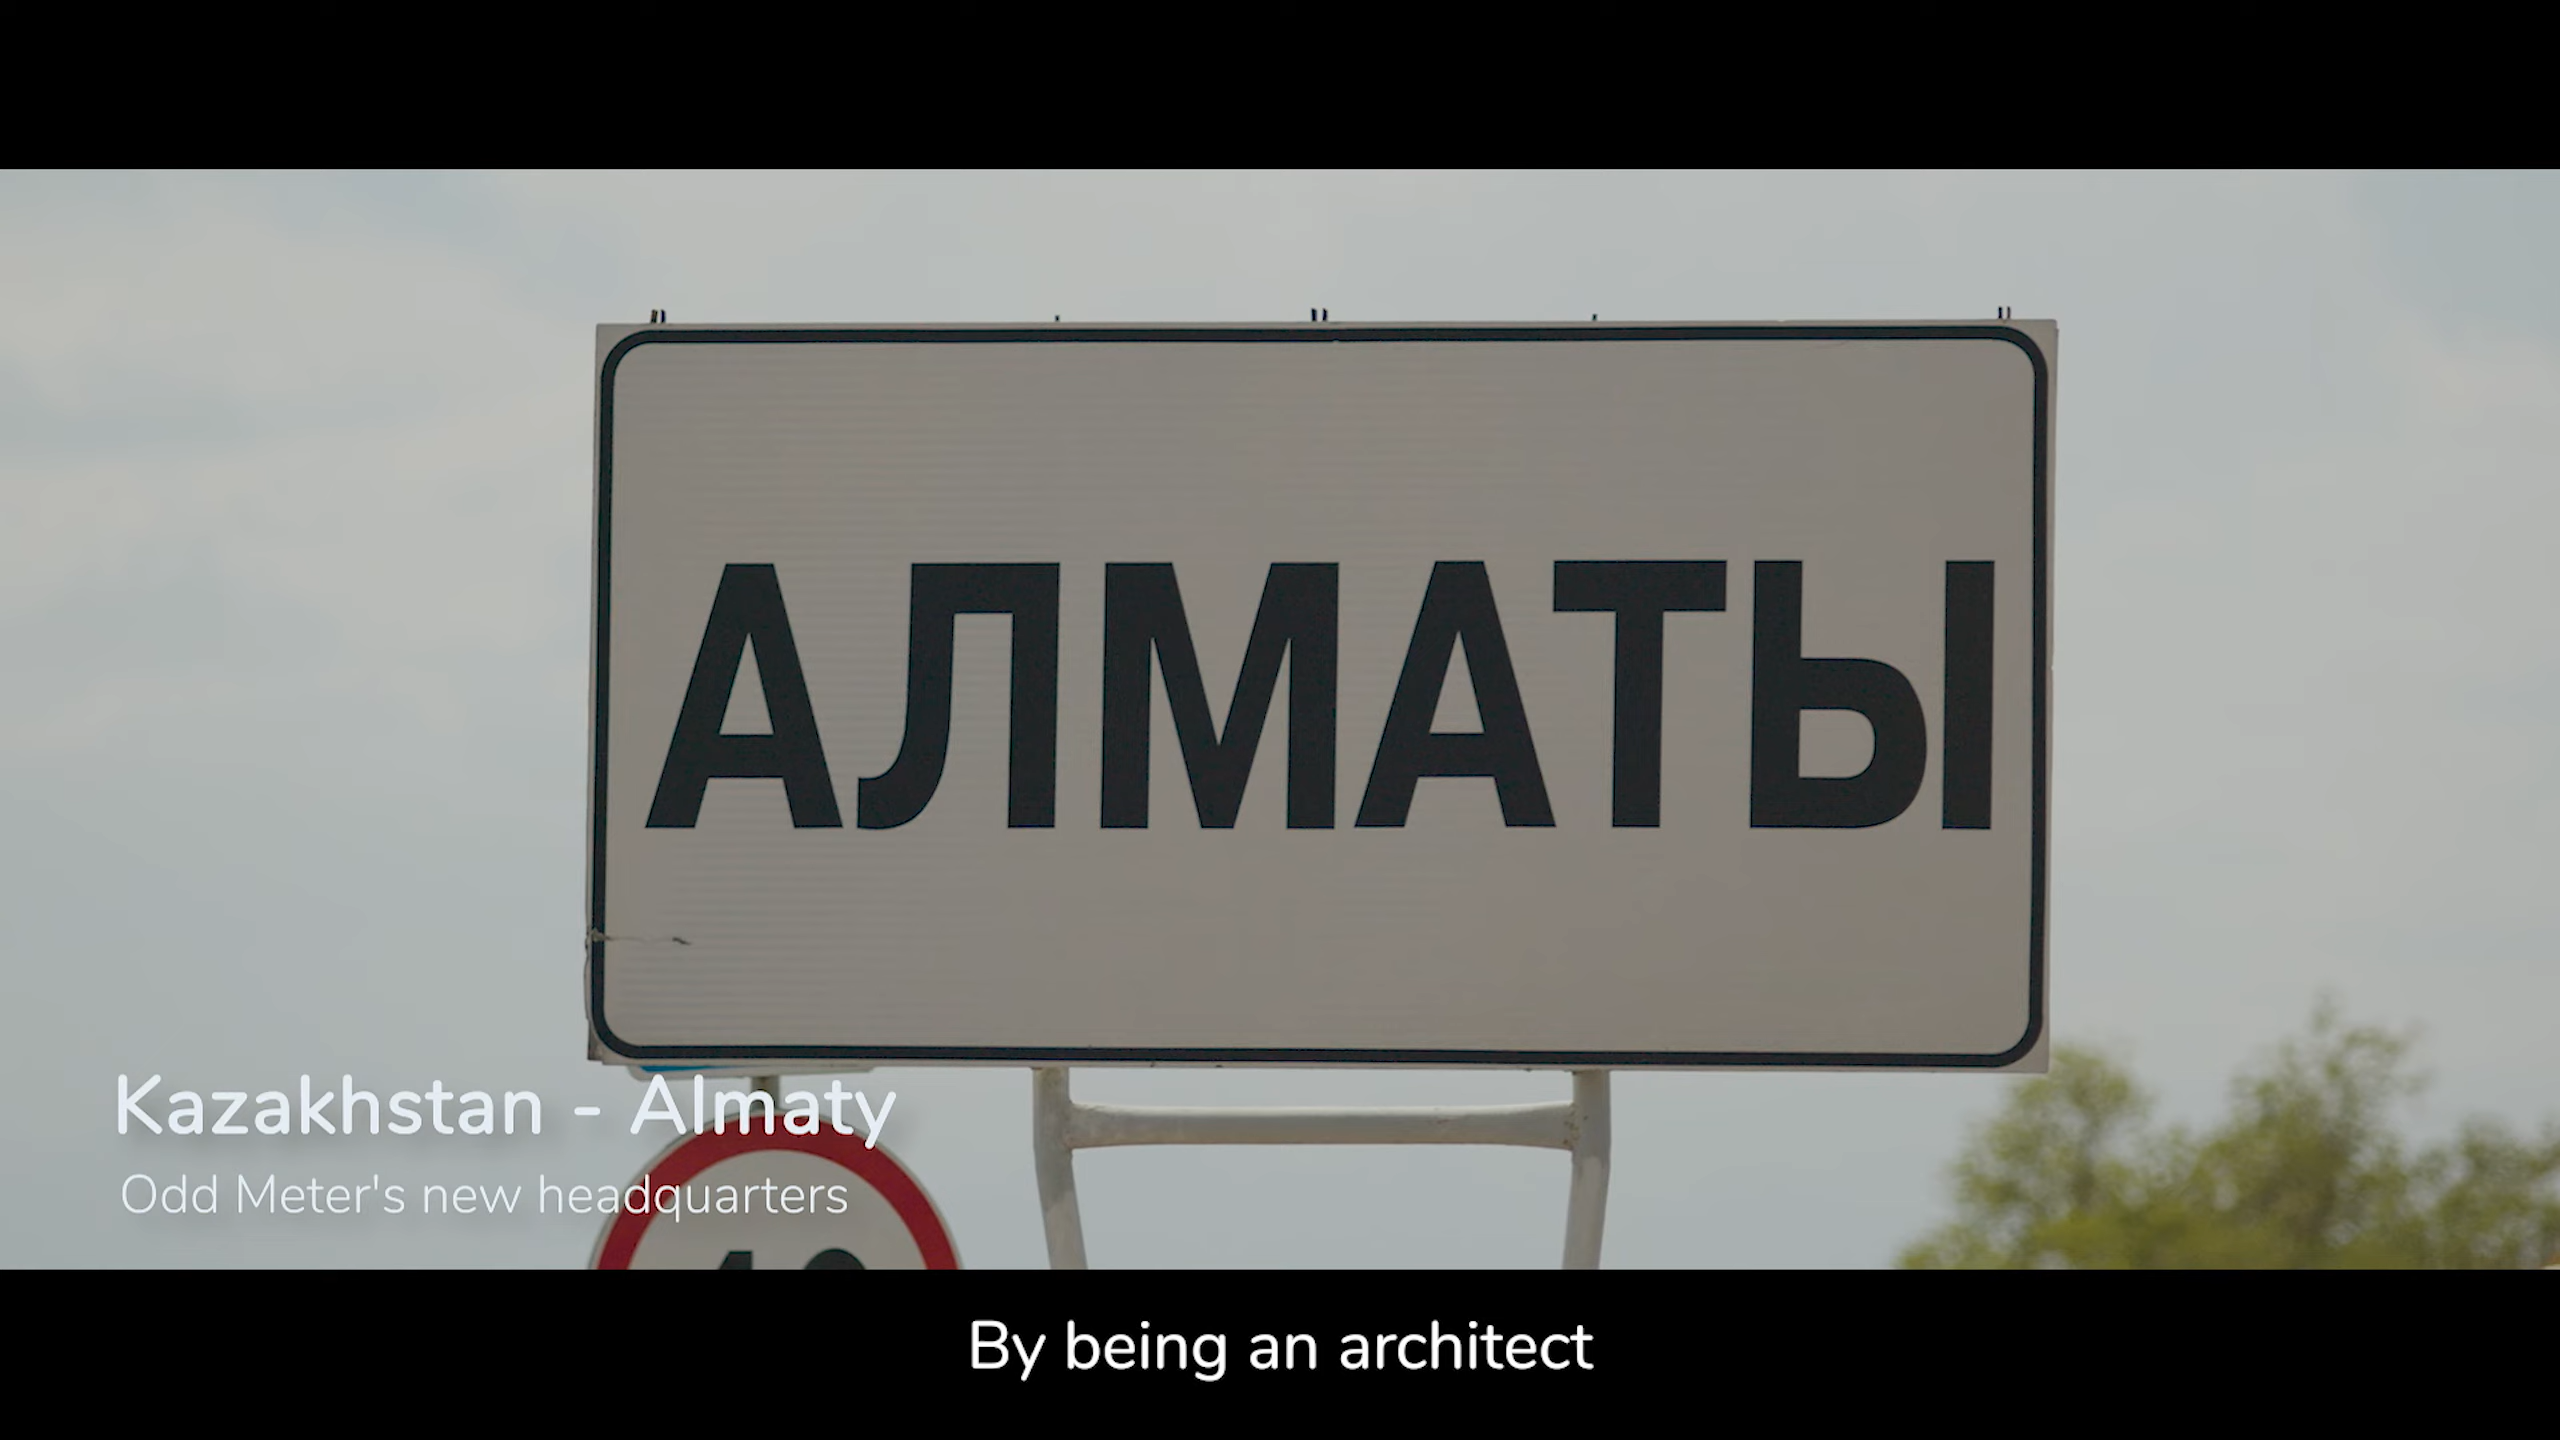 АЛМАТЫ
Kazakhstan - Almaty
Odd Meter's new headquarters
By being an architect